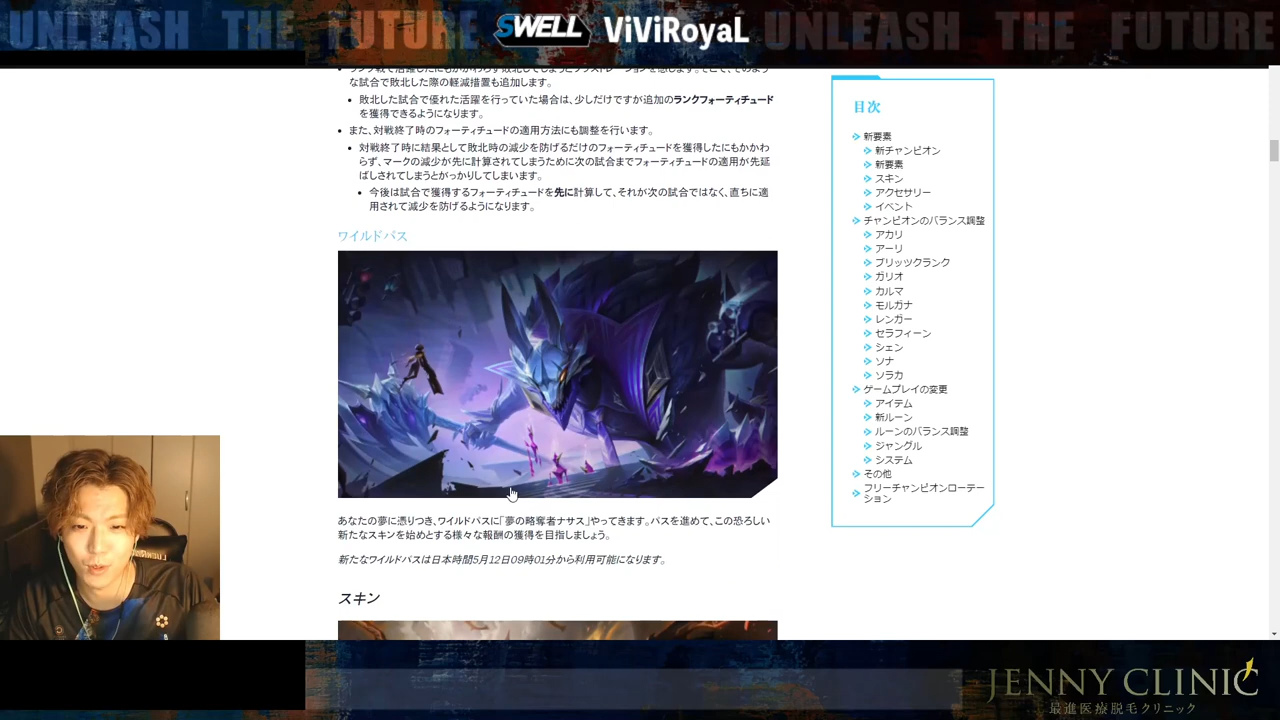 UNLEASH THE FUTURE SWELL ViViRoyaL UNLEASH THE FUTURE
な試合で敗北した際の軽減措置も追加します。
敗北した試合で優れた活躍を行っていた場合は、少しだけですが追加のランクフォーティチュード
を獲得できるようになります。
また、対戦終了時のフォーティチュードの適用方法にも調整を行います。
対戦終了時に結果として敗北時の減少を防げるだけのフォーティチュードを獲得したにもかかわ
らず、マークの減少が先に計算されてしまうために次の試合までフォーティチュードの適用が先延
ばしされてしまうとがっかりしてしまいます。
今後は試合で獲得するフォーティチュードを先に計算して、それが次の試合ではなく、直ちに適
用されて減少を防げるようになります。
ワイルドパス
あなたの夢に憑りつき、ワイルドパスに「夢の略奪者ナサス」やってきます。パスを進めて、この恐ろしい
新たなスキンを始めとする様々な報酬の獲得を目指しましょう。
新たなワイルドパスは日本時間5月12日09時01分から利用可能になります。
スキン
目次
新要素
新チャンピオン
新要素
スキン
アクセサリー
イベント
チャンピオンのバランス調整
アカリ
アーリ
ブリッツクランク
ガリオ
カルマ
モルガナ
レンガー
セラフィーン
シェン
ソナ
ソラカ
ゲームプレイの変更
アイテム
新ルーン
ルーンのバランス調整
ジャングル
システム
その他
フリーチャンピオンローテー
ション
JENNY CLINIC
最進医療脱毛クリニック